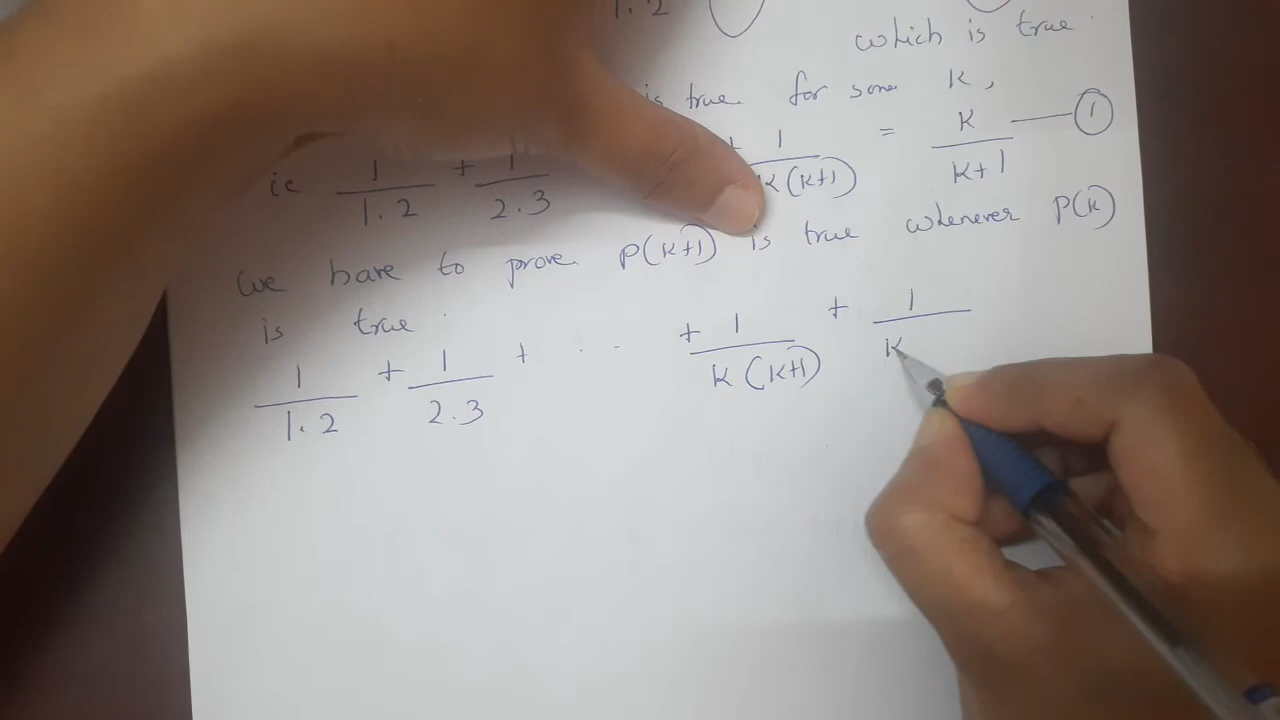 1. 2
which is true.
is true for some K,
ie 1/1.2 + 1/2.3 + 1/K(K+1) = K/K+1 —— ①
we have to prove P(K+1) is true whenever P(K)
is true.
1/1.2 + 1/2.3 + ... + 1/K(K+1) + 1/K